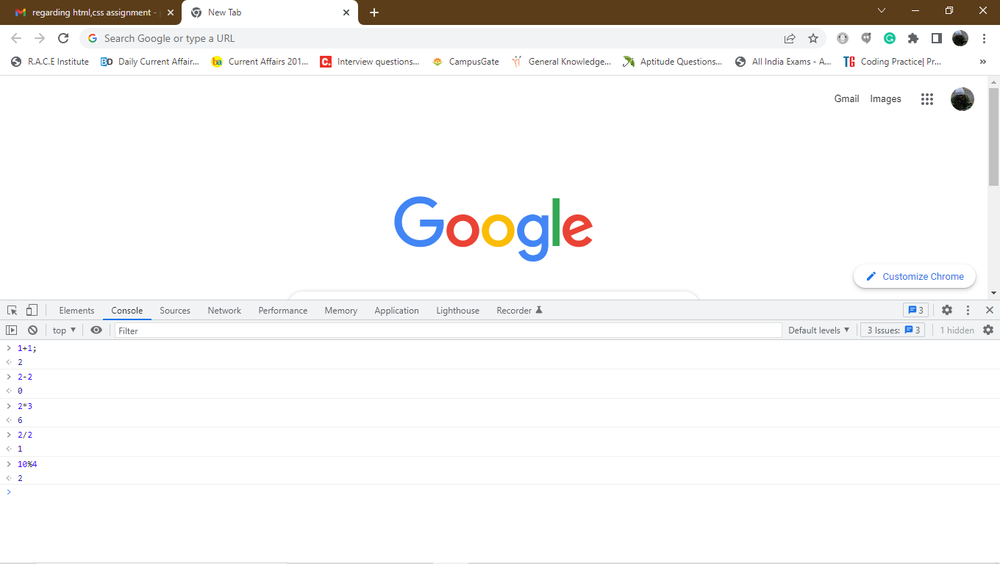 regarding html,css assignment -
New Tab
Search Google or type a URL
R.A.C.E Institute
Daily Current Affair...
Current Affairs 201...
Interview questions...
CampusGate
General Knowledge...
Aptitude Questions...
All India Exams - A...
Coding Practice| Pr...
Gmail Images
Google
Customize Chrome
Elements Console Sources Network Performance Memory Application Lighthouse Recorder 3
top Filter Default levels 3 Issues: 3 1 hidden
1+1;
2
2-2
0
2*3
6
2/2
1
10%4
2